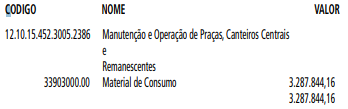 CODIGO NOME VALOR
12.10.15.452.3005.2386 Manutenção e Operação de Praças, Canteiros Centrais
e
Remanescentes
33903000.00 Material de Consumo 3.287.844,16
3.287.844,16